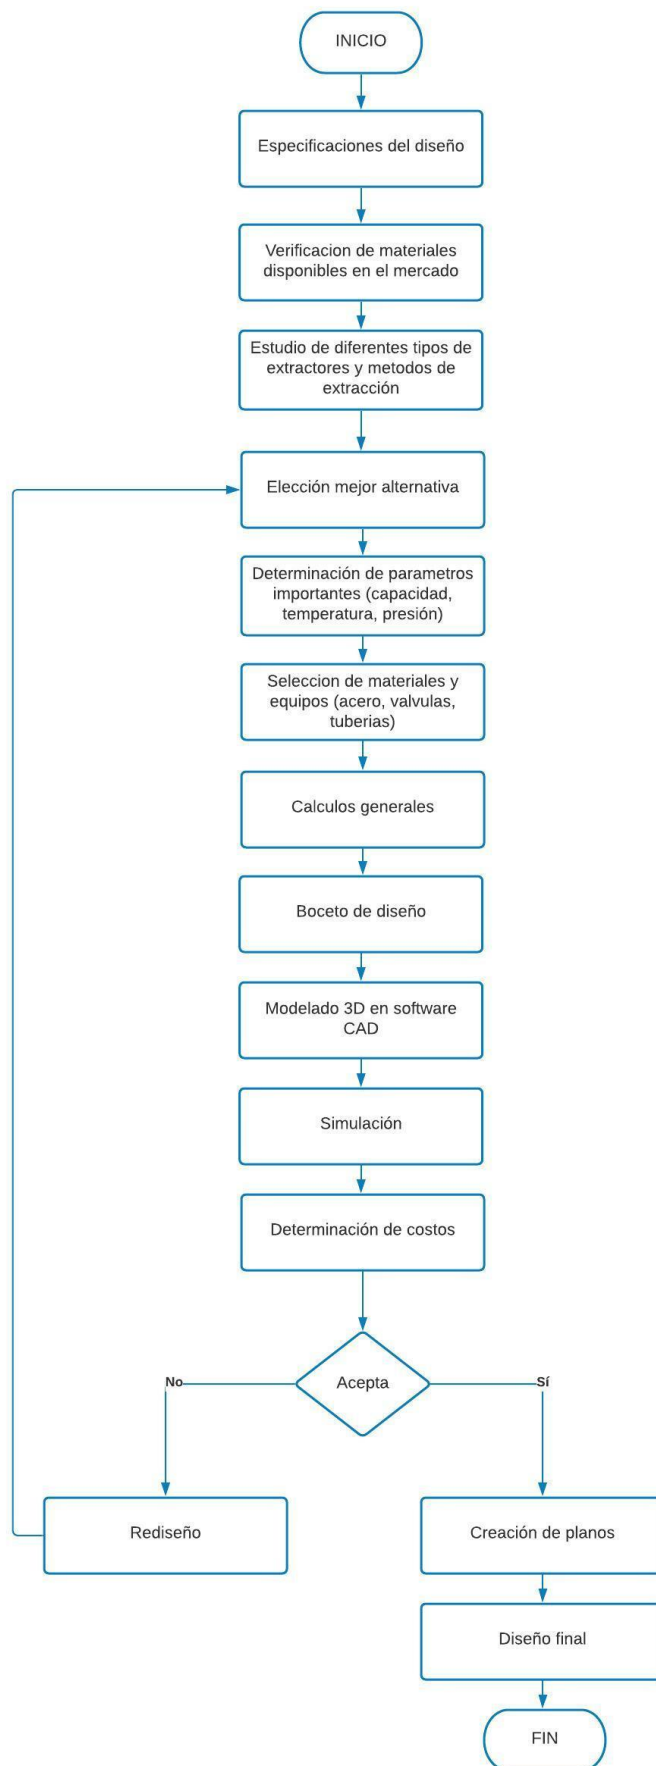 INICIO
Especificaciones del diseño
Verificacion de materiales
disponibles en el mercado
Estudio de diferentes tipos de
extractores y metodos de
extracción
Elección mejor alternativa
Determinación de parametros
importantes (capacidad,
temperatura, presión)
Seleccion de materiales y
equipos (acero, valvulas,
tuberias)
Calculos generales
Boceto de diseño
Modelado 3D en software
CAD
Simulación
Determinación de costos
Acepta
No
Sí
Rediseño
Creación de planos
Diseño final
FIN